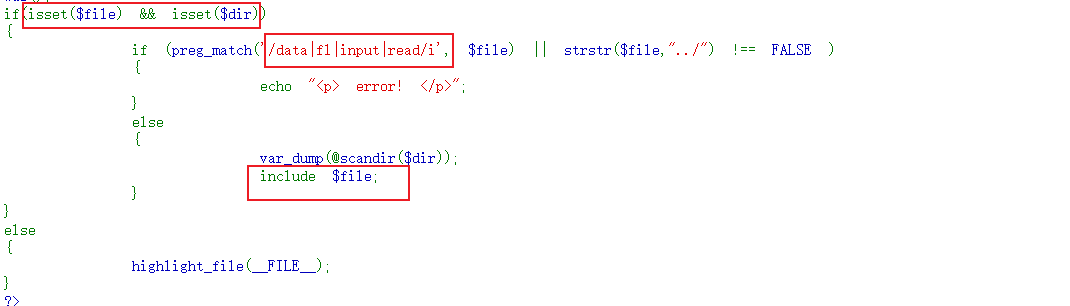 if(isset($file) && isset($dir))
{
if (preg_match('/data|fl|input|read/i', $file) || strstr($file,"../") !== FALSE )
{
echo "<p> error! </p>";
}
else
{
var_dump(@scandir($dir));
include $file;
}
}
else
{
highlight_file(__FILE__);
}
?>